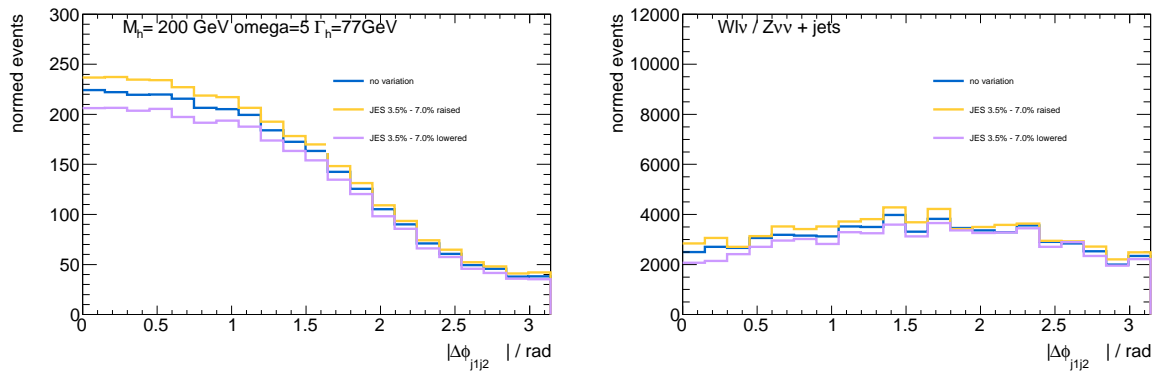 M_h= 200 GeV omega=5 Γ_h=77GeV
normed events
300
250
200
150
100
50
0
no variation
JES 3.5% - 7.0% raised
JES 3.5% - 7.0% lowered
0 0.5 1 1.5 2 2.5 3
|Δϕ_j1j2 | / rad
Wlν / Zνν + jets
normed events
12000
10000
8000
6000
4000
2000
0
no variation
JES 3.5% - 7.0% raised
JES 3.5% - 7.0% lowered
0 0.5 1 1.5 2 2.5 3
|Δϕ_j1j2 | / rad